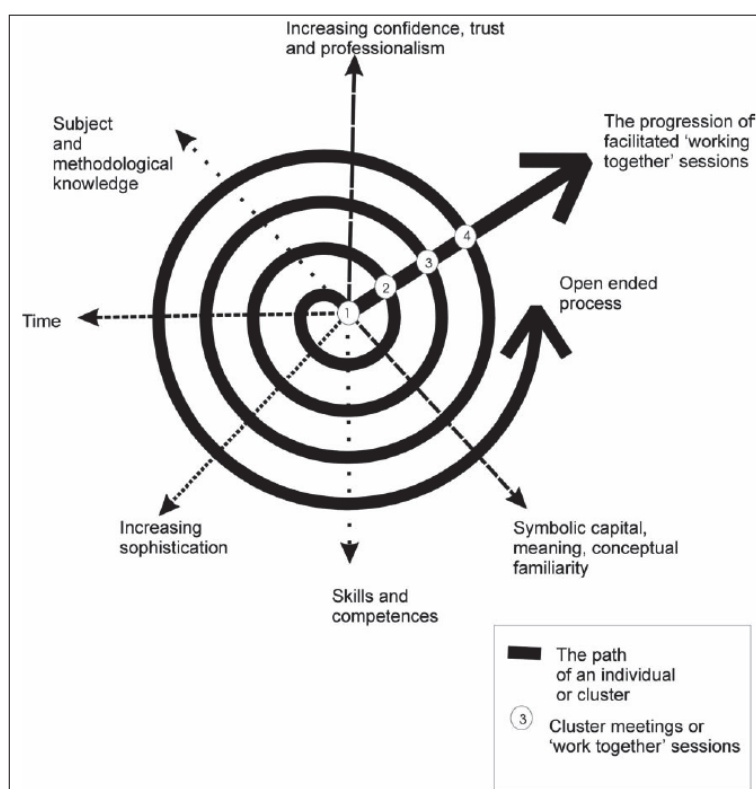 Increasing confidence, trust
and professionalism
Subject
and
methodological
knowledge
The progression of
facilitated ‘working
together’ sessions
4
3
2
1
Open ended
process
Time
Increasing
sophistication
Skills and
competences
Symbolic capital,
meaning, conceptual
familiarity
The path
of an individual
or cluster
3
Cluster meetings or
‘work together’ sessions